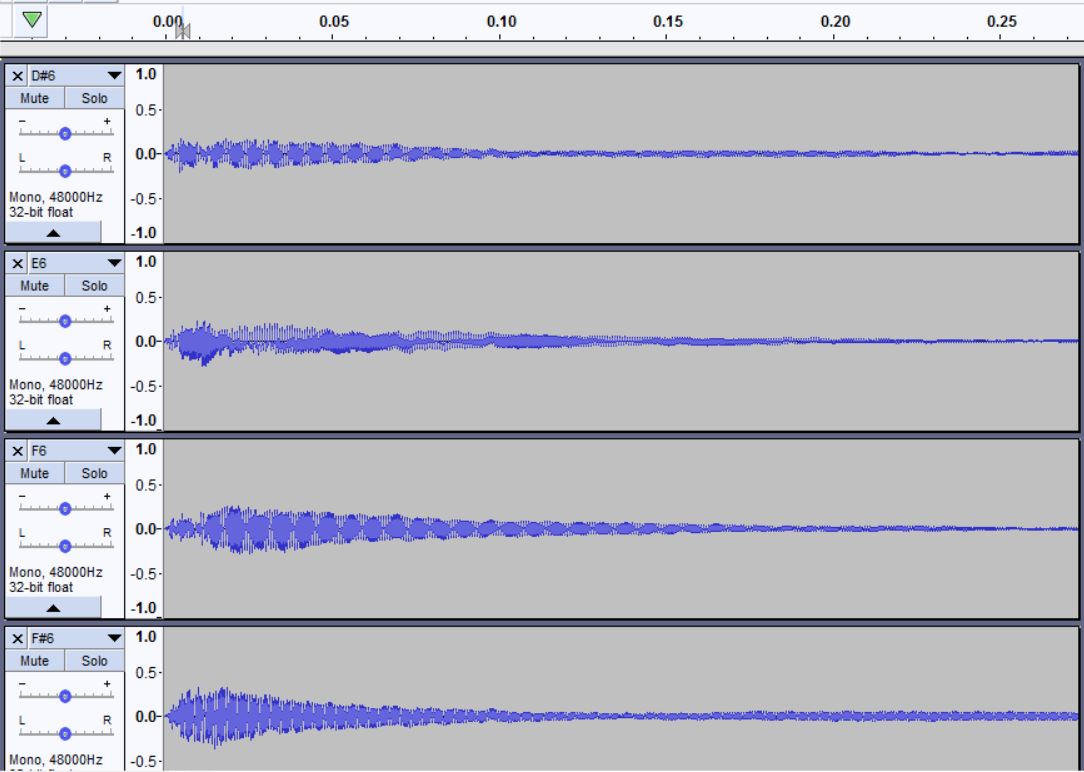 0.00 0.05 0.10 0.15 0.20 0.25
D#6 1.0
Mute Solo
0.5
- +
0.0
L R
Mono, 48000Hz -0.5
32-bit float
-1.0
E6 1.0
Mute Solo
0.5
- +
0.0
L R
Mono, 48000Hz -0.5
32-bit float
-1.0
F6 1.0
Mute Solo
0.5
- +
0.0
L R
Mono, 48000Hz -0.5
32-bit float
-1.0
F#6 1.0
Mute Solo
0.5
- +
0.0
L R
Mono, 48000Hz -0.5